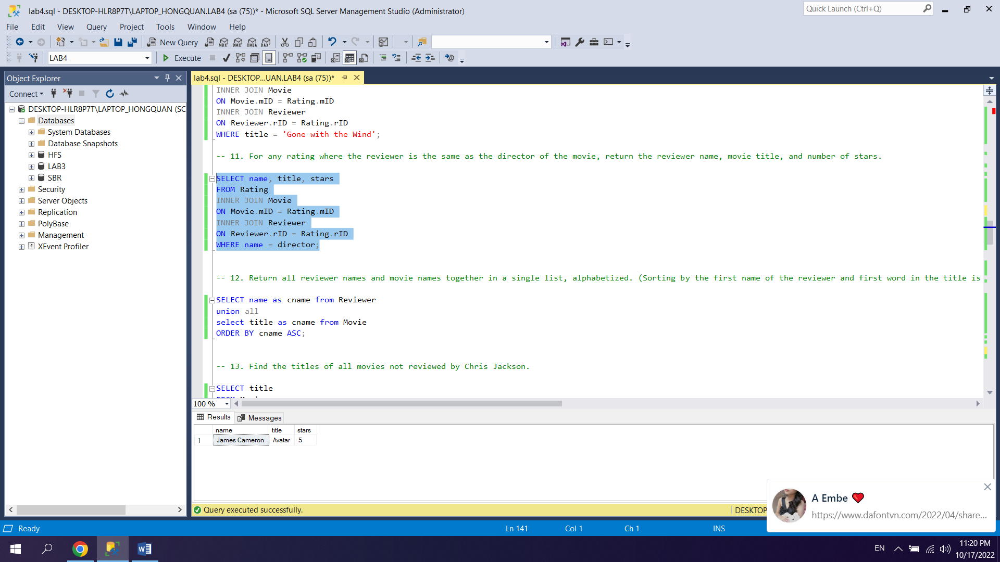 lab4.sql - DESKTOP-HLR8P7T\LAPTOP_HONGQUAN.LAB4 (sa (75))* - Microsoft SQL Server Management Studio (Administrator)
Quick Launch (Ctrl+Q)
File Edit View Query Project Tools Window Help
New Query MDX DMX XMLA DAX
LAB4 Execute
Object Explorer
lab4.sql - DESKTOP...UAN.LAB4 (sa (75))*
Connect
DESKTOP-HLR8P7T\LAPTOP_HONGQUAN (SC
Databases
System Databases
Database Snapshots
HFS
LAB3
SBR
Security
Server Objects
Replication
PolyBase
Management
XEvent Profiler
INNER JOIN Movie
ON Movie.mID = Rating.mID
INNER JOIN Reviewer
ON Reviewer.rID = Rating.rID
WHERE title = 'Gone with the Wind';
-- 11. For any rating where the reviewer is the same as the director of the movie, return the reviewer name, movie title, and number of stars.
SELECT name, title, stars
FROM Rating
INNER JOIN Movie
ON Movie.mID = Rating.mID
INNER JOIN Reviewer
ON Reviewer.rID = Rating.rID
WHERE name = director;
-- 12. Return all reviewer names and movie names together in a single list, alphabetized. (Sorting by the first name of the reviewer and first word in the title is
SELECT name as cname from Reviewer
union all
select title as cname from Movie
ORDER BY cname ASC;
-- 13. Find the titles of all movies not reviewed by Chris Jackson.
SELECT title
100 %
Results Messages
name title stars
1 James Cameron Avatar 5
Query executed successfully.
DESKTOP
A Embe ❤️
https://www.dafontvn.com/2022/04/share...
Ready Ln 141 Col 1 Ch 1 INS
EN
11:20 PM
10/17/2022